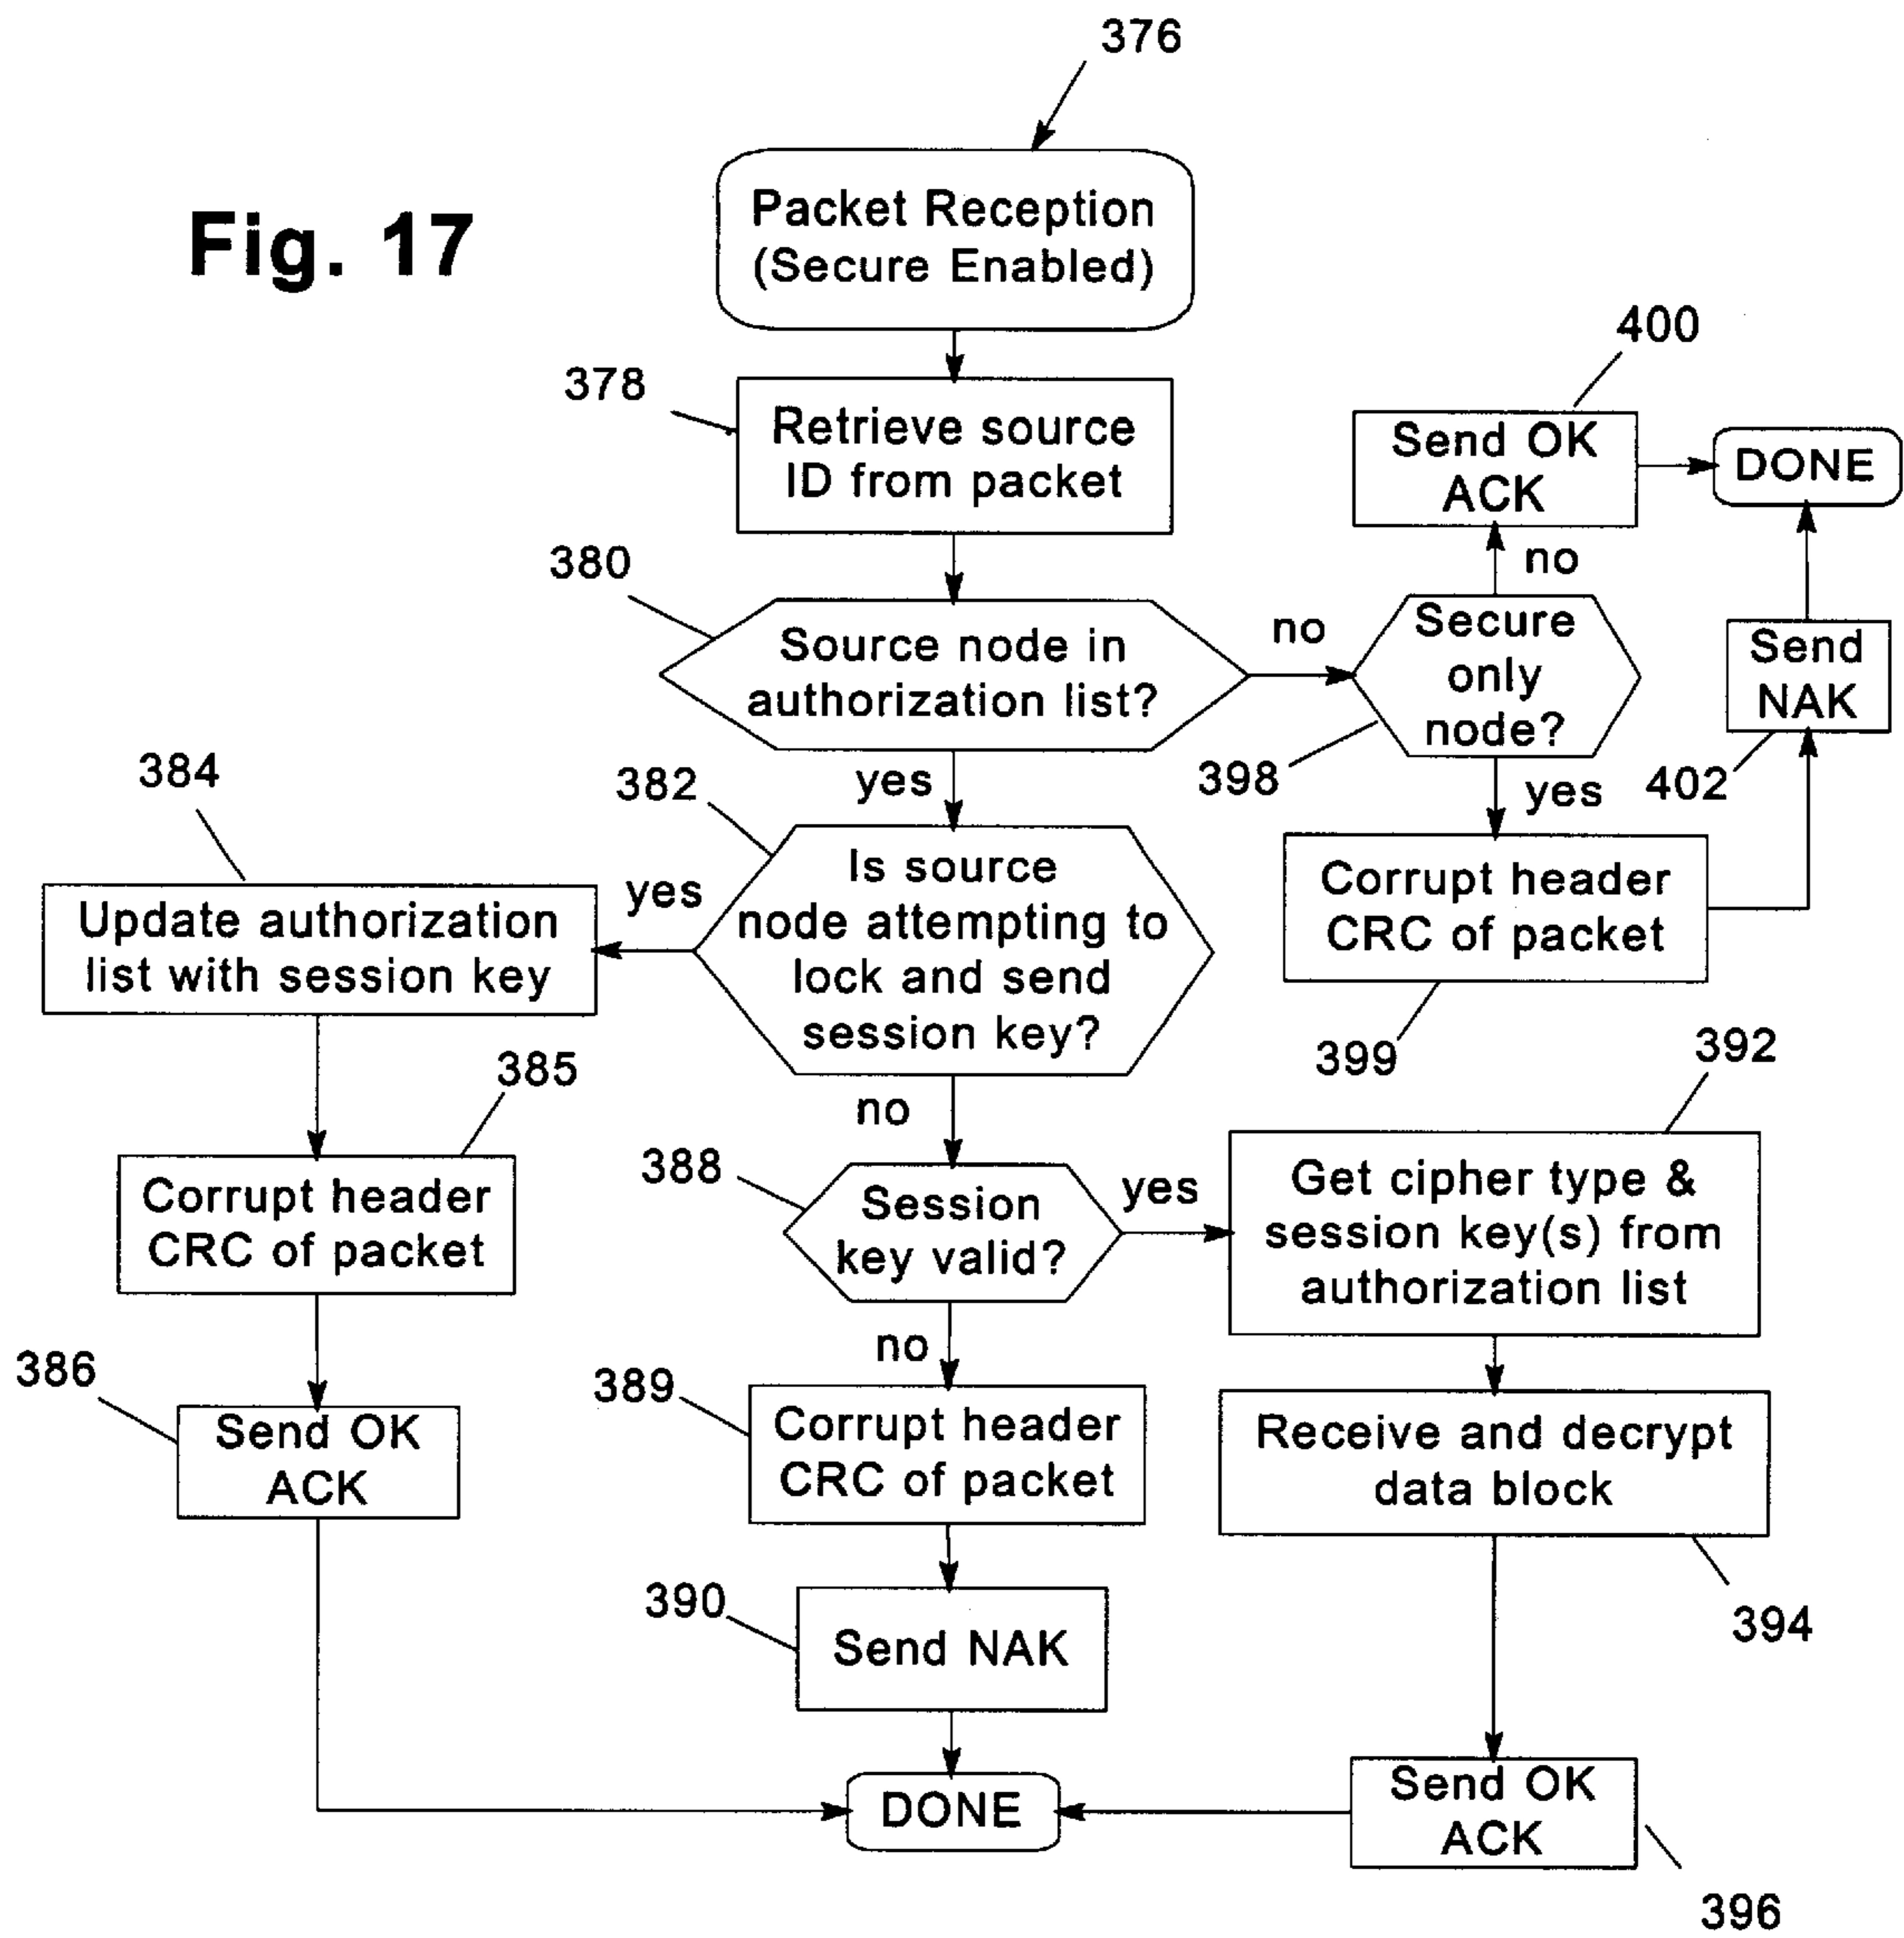 376
Fig. 17
Packet Reception
(Secure Enabled)
378
Retrieve source
ID from packet
400
Send OK
ACK
DONE
380
Source node in
authorization list?
no
no
Secure
only
node?
Send
NAK
398
402
yes
yes
384
382
Is source
node attempting to
lock and send
session key?
yes
Update authorization
list with session key
Corrupt header
CRC of packet
399
385
no
392
Corrupt header
CRC of packet
388
Session
key valid?
yes
Get cipher type &
session key(s) from
authorization list
no
386
Send OK
ACK
389
Corrupt header
CRC of packet
Receive and decrypt
data block
394
390
Send NAK
DONE
Send OK
ACK
396